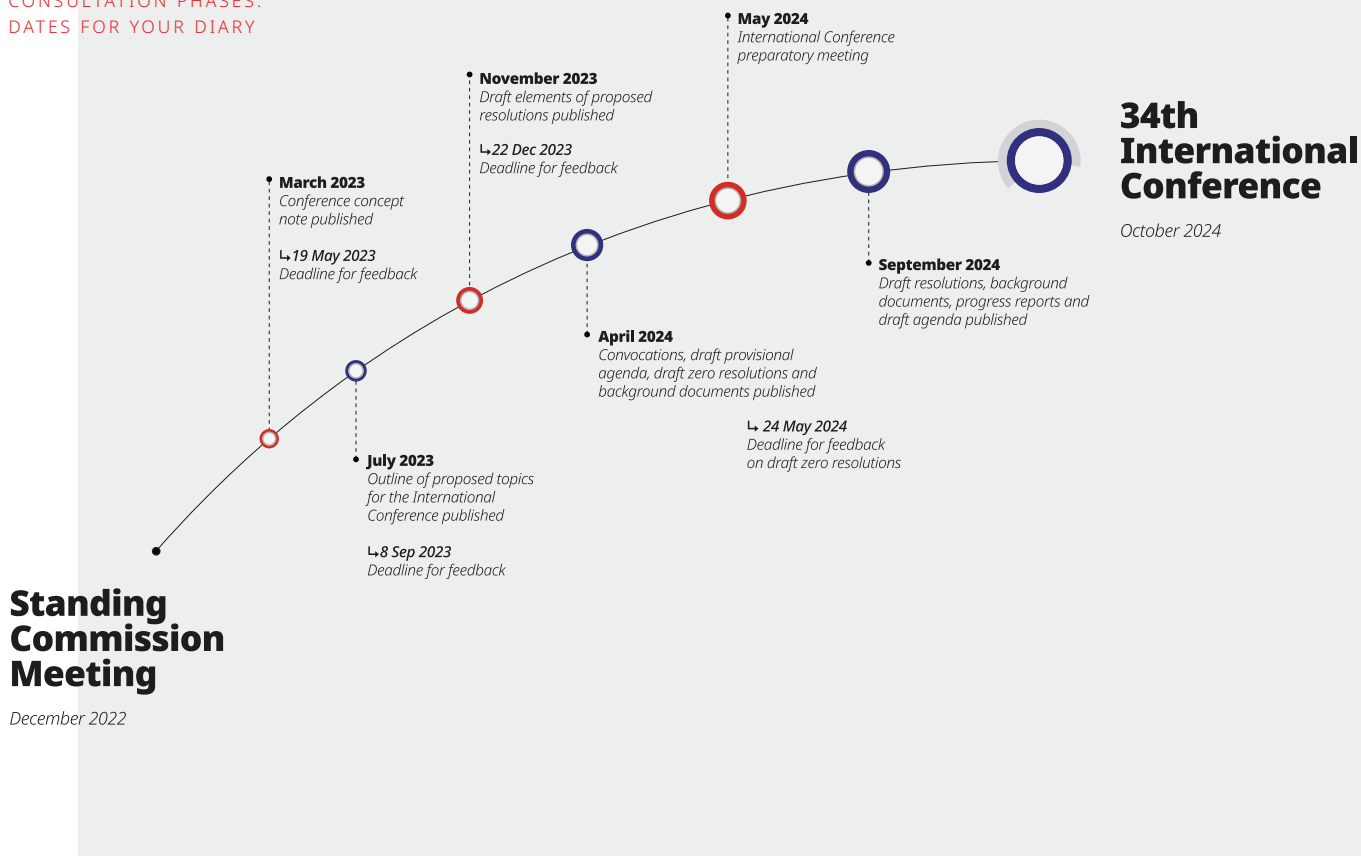 CONSULTATION PHASES:
DATES FOR YOUR DIARY
May 2024
International Conference
preparatory meeting
November 2023
Draft elements of proposed
resolutions published
↳22 Dec 2023
Deadline for feedback
34th
International
Conference
October 2024
March 2023
Conference concept
note published
↳19 May 2023
Deadline for feedback
September 2024
Draft resolutions, background
documents, progress reports and
draft agenda published
April 2024
Convocations, draft provisional
agenda, draft zero resolutions and
background documents published
↳ 24 May 2024
Deadline for feedback
on draft zero resolutions
July 2023
Outline of proposed topics
for the International
Conference published
↳8 Sep 2023
Deadline for feedback
Standing
Commission
Meeting
December 2022